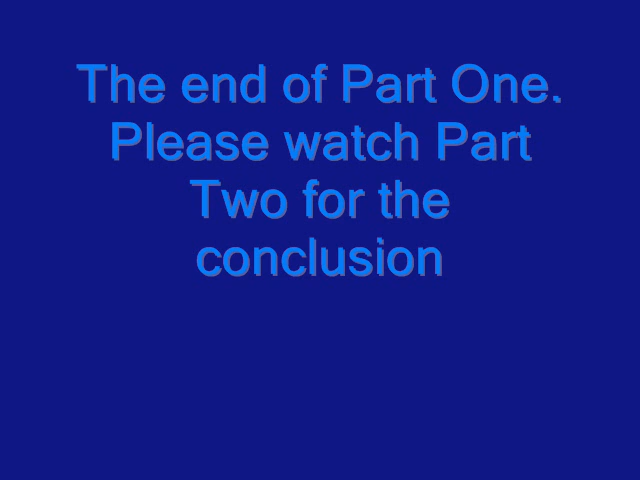 The end of Part One.
Please watch Part
Two for the
conclusion